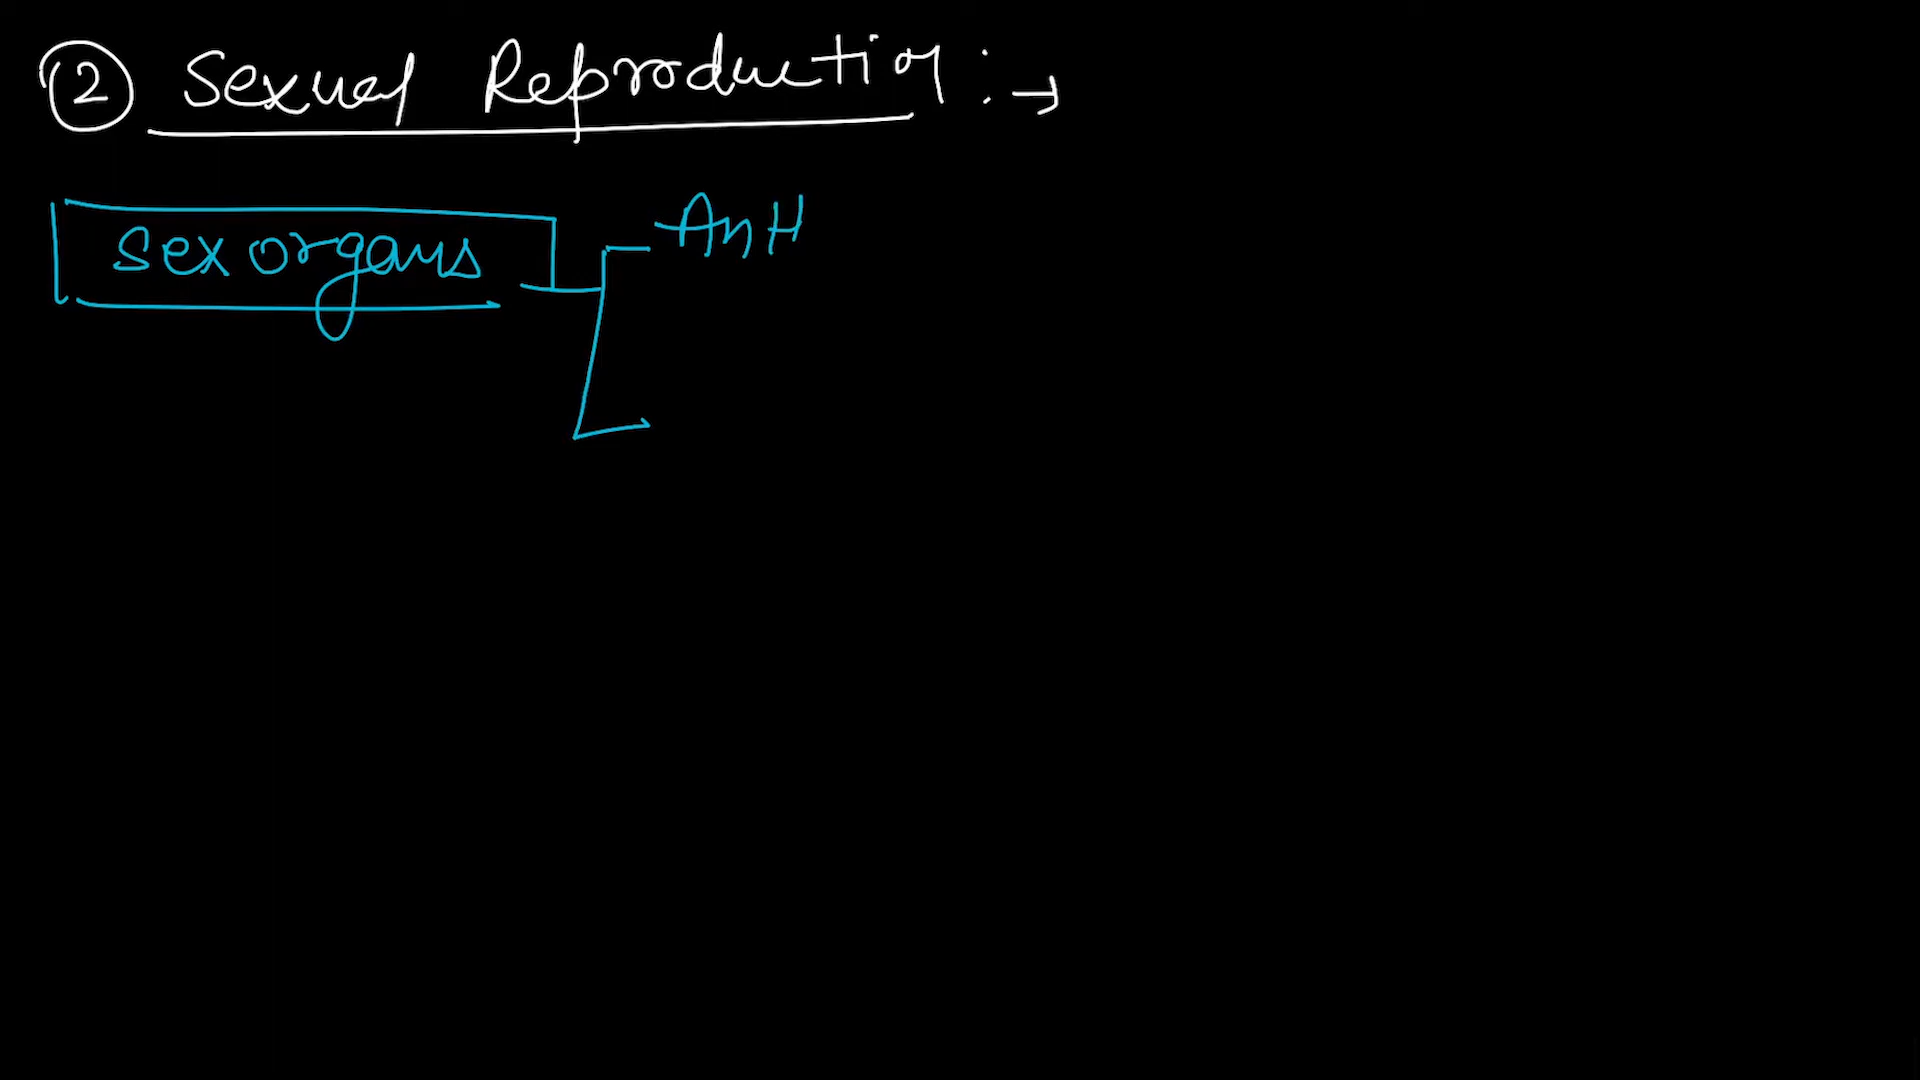 ② Sexual Reproduction :→
Sex organs
AnH